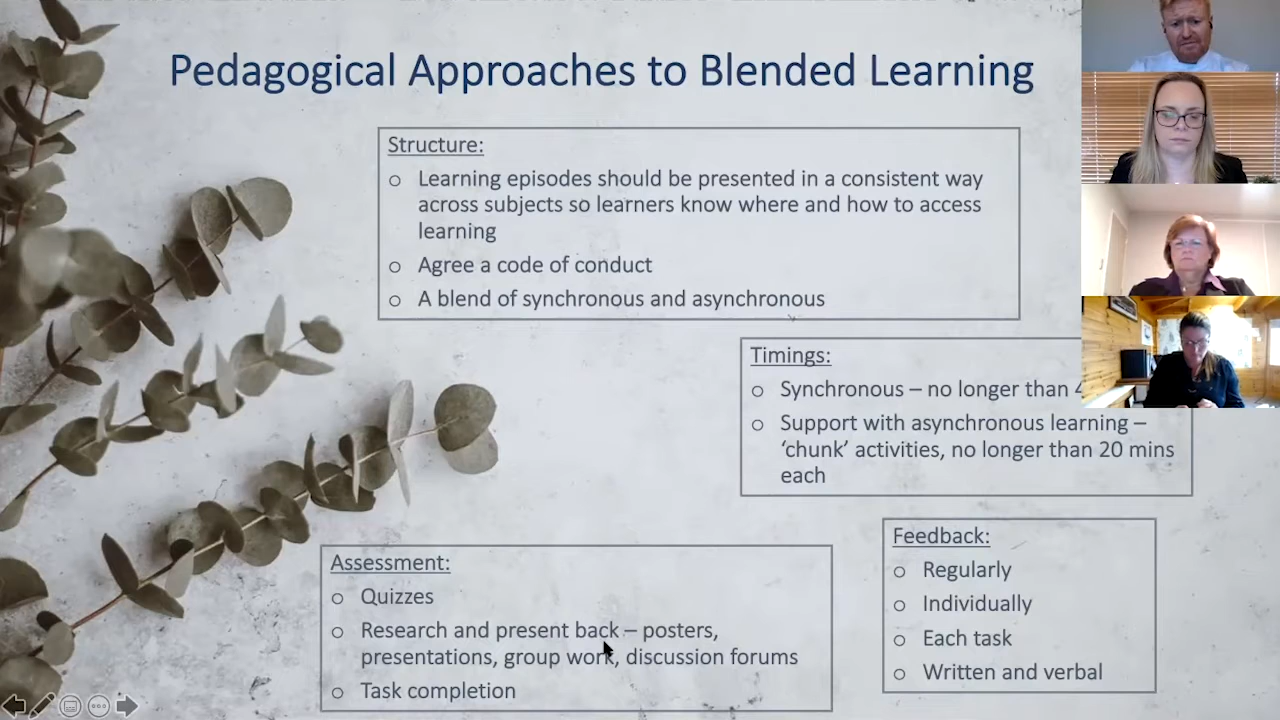 Pedagogical Approaches to Blended Learning
Structure:
o Learning episodes should be presented in a consistent way
across subjects so learners know where and how to access
learning
o Agree a code of conduct
o A blend of synchronous and asynchronous
Timings:
o Synchronous – no longer than
o Support with asynchronous learning –
‘chunk’ activities, no longer than 20 mins
each
Assessment:
o Quizzes
o Research and present back – posters,
presentations, group work, discussion forums
o Task completion
Feedback:
o Regularly
o Individually
o Each task
o Written and verbal